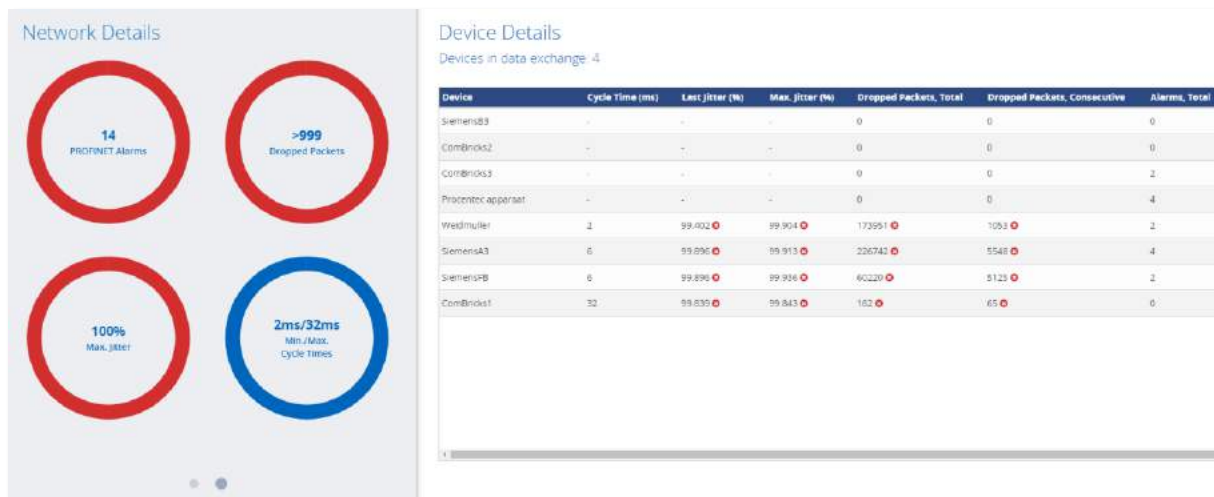 Network Details
14
PROFINET Alarms
>999
Dropped Packets
100%
Max. Jitter
2ms/32ms
Min./Max.
Cycle Times
Device Details
Devices in data exchange: 4
Device Cycle Time (ms) Last Jitter (%) Max. Jitter (%) Dropped Packets, Total Dropped Packets, Consecutive Alarms, Total
SiemensB3 - - - 0 0 0
ComBricks2 - - - 0 0 0
ComBricks3 - - - 0 0 2
Procentec apparaat - - - 0 0 4
Weidmuller 2 99.402 99.904 173951 1053 2
SiemensA3 6 99.896 99.913 226742 5548 4
SiemensFB 6 99.896 99.936 60220 5125 2
ComBricks1 32 99.839 99.843 162 65 0